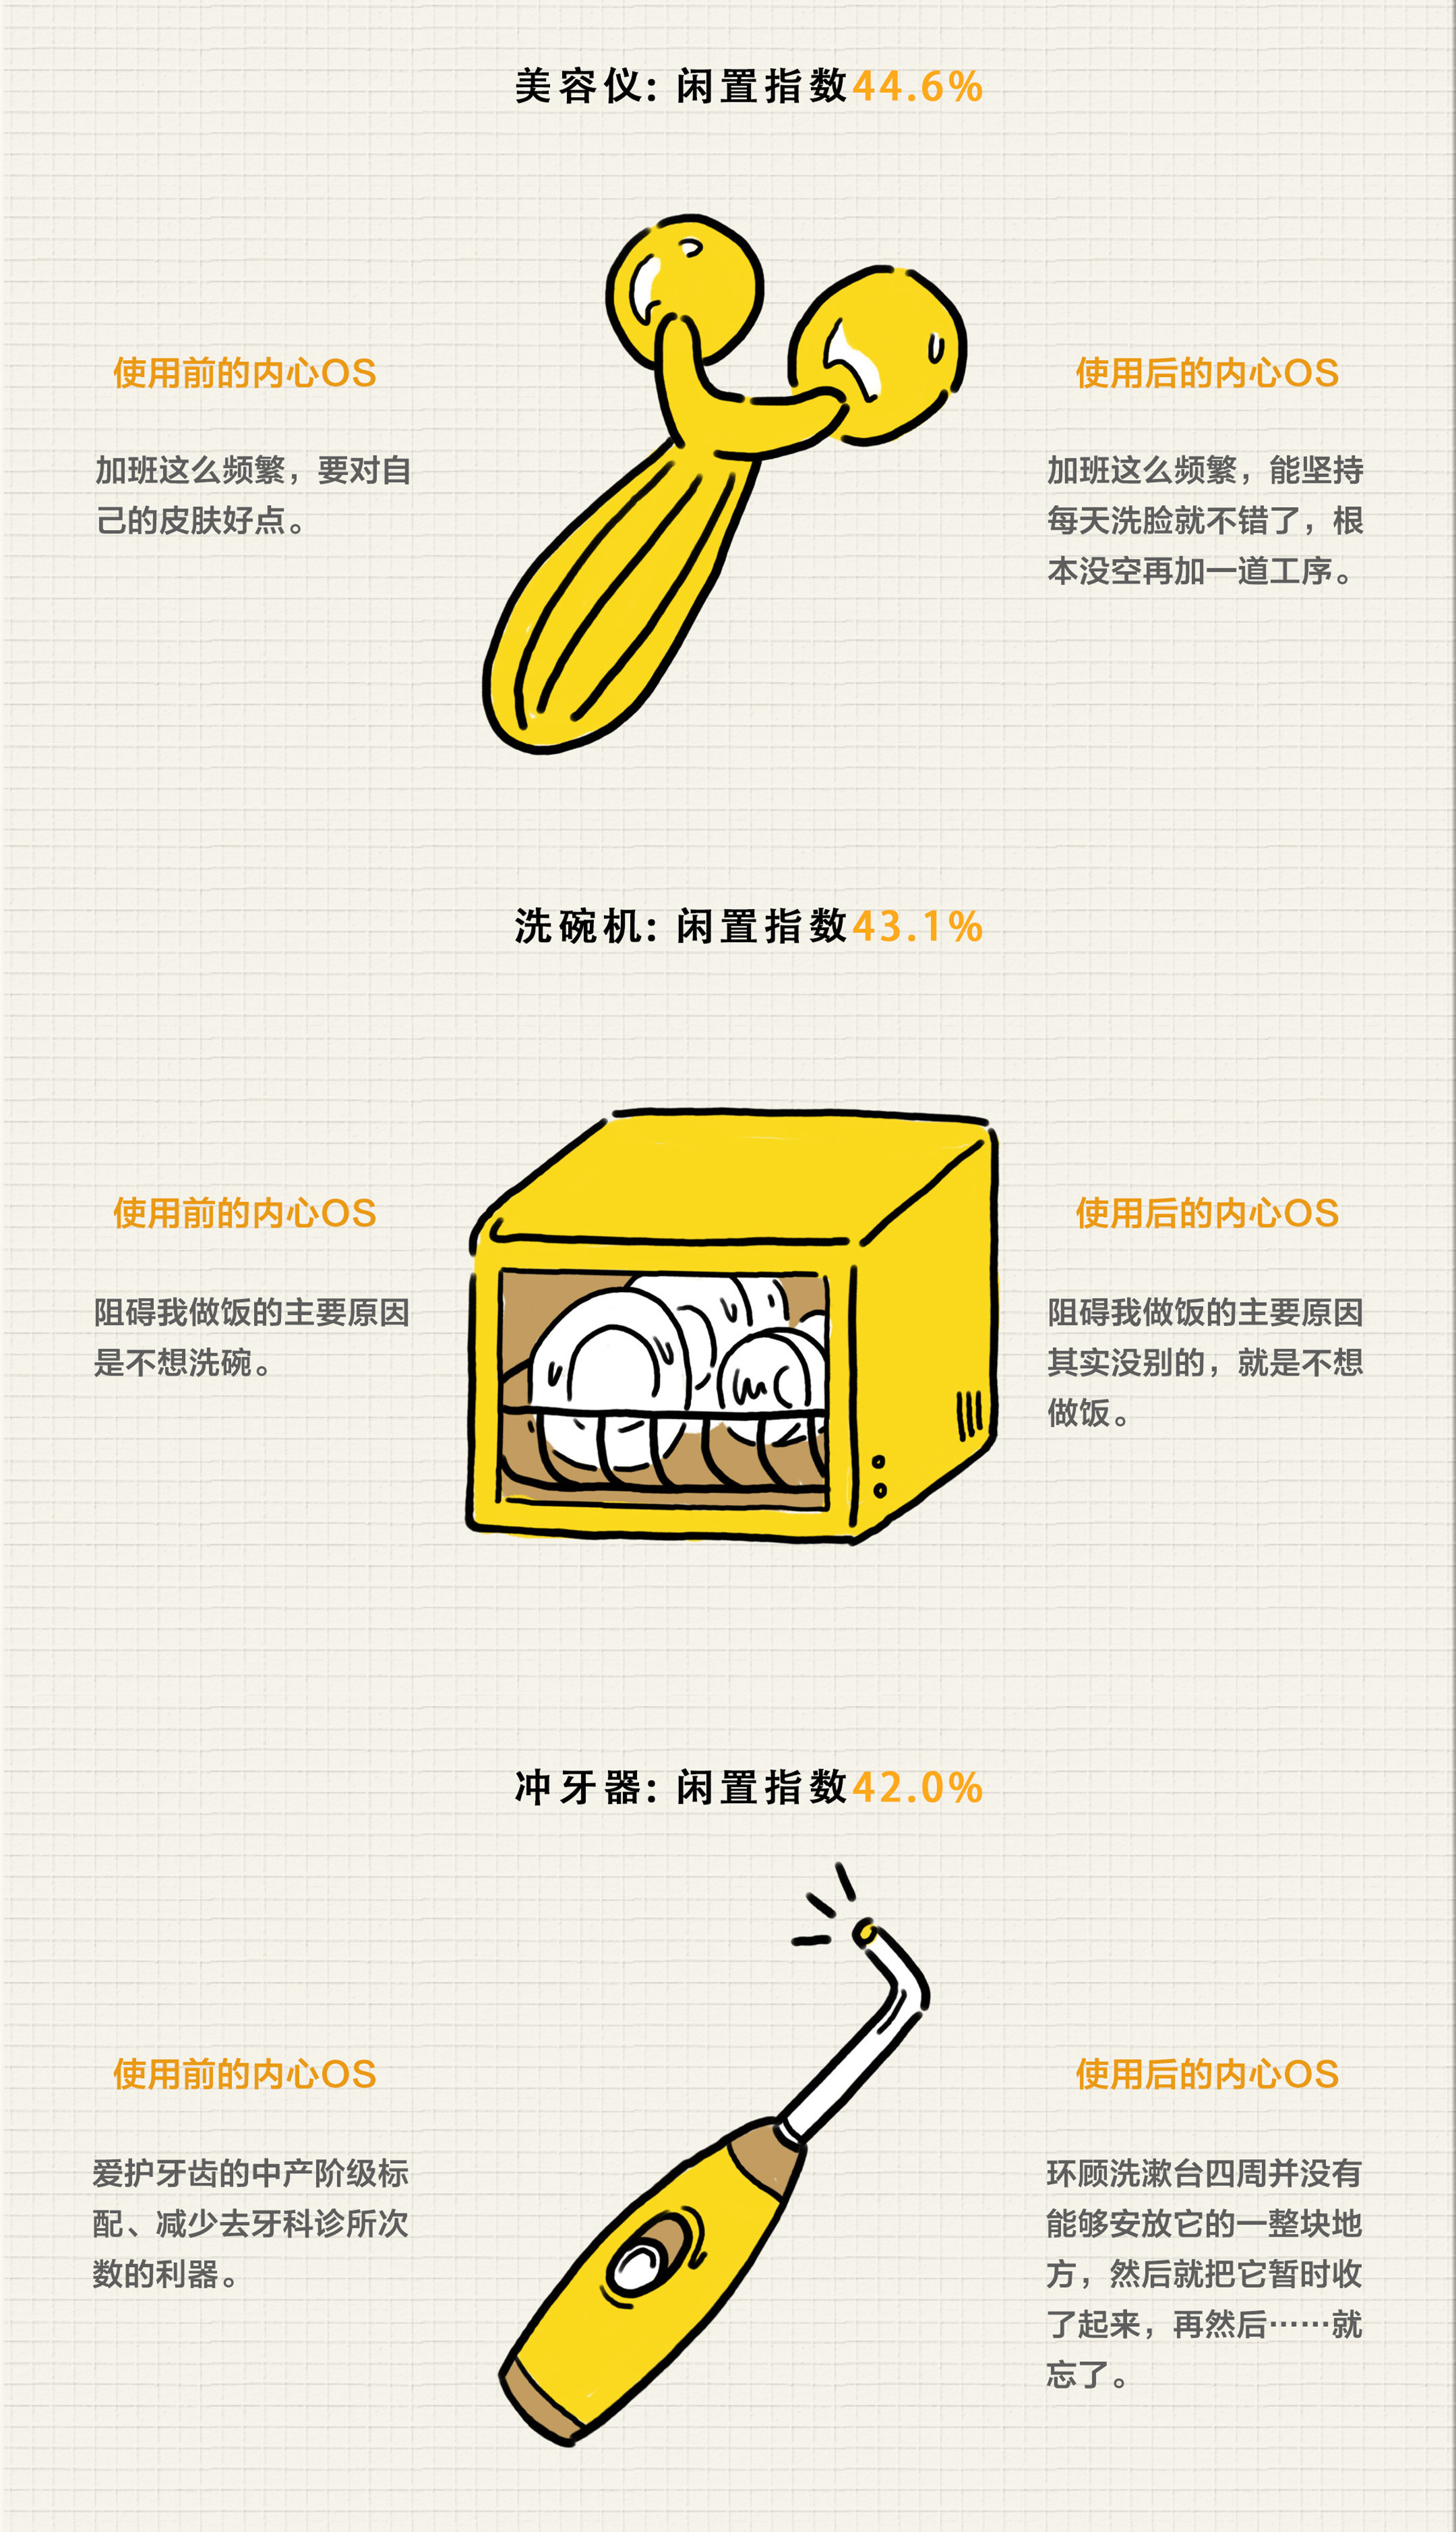 美容仪: 闲置指数44.6%
使用前的内心OS
加班这么频繁，要对自
己的皮肤好点。
使用后的内心OS
加班这么频繁，能坚持
每天洗脸就不错了，根
本没空再加一道工序。
洗碗机: 闲置指数43.1%
使用前的内心OS
阻碍我做饭的主要原因
是不想洗碗。
使用后的内心OS
阻碍我做饭的主要原因
其实没别的，就是不想
做饭。
冲牙器: 闲置指数42.0%
使用前的内心OS
爱护牙齿的中产阶级标
配、减少去牙科诊所次
数的利器。
使用后的内心OS
环顾洗漱台四周并没有
能够安放它的一整块地
方，然后就把它暂时收
了起来，再然后……就
忘了。